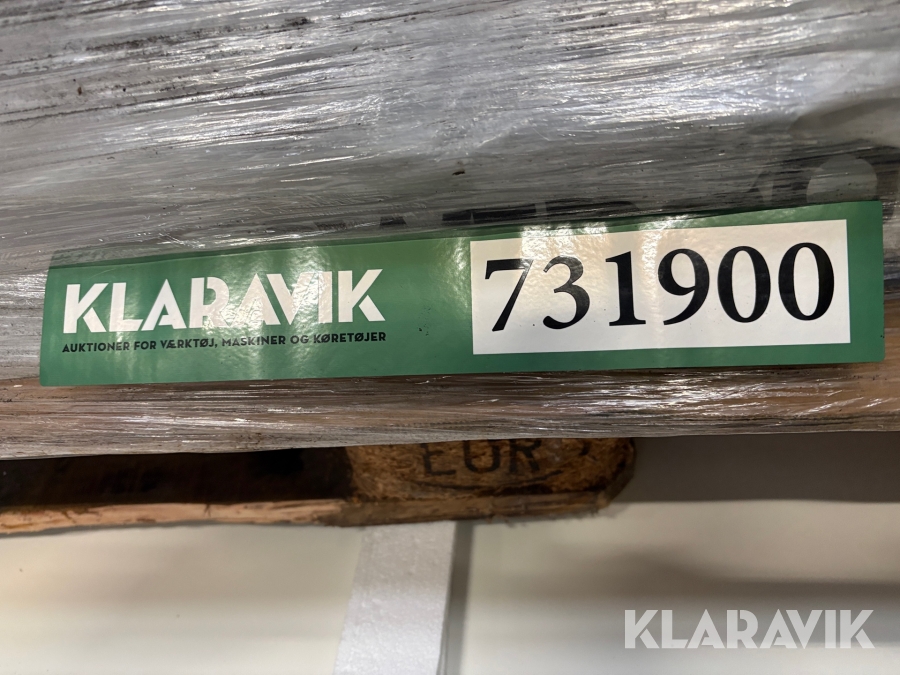 KLARAVIK
AUKTIONER FOR VÆRKTØJ, MASKINER OG KØRETØJER
731900
EUR
KLARAVIK